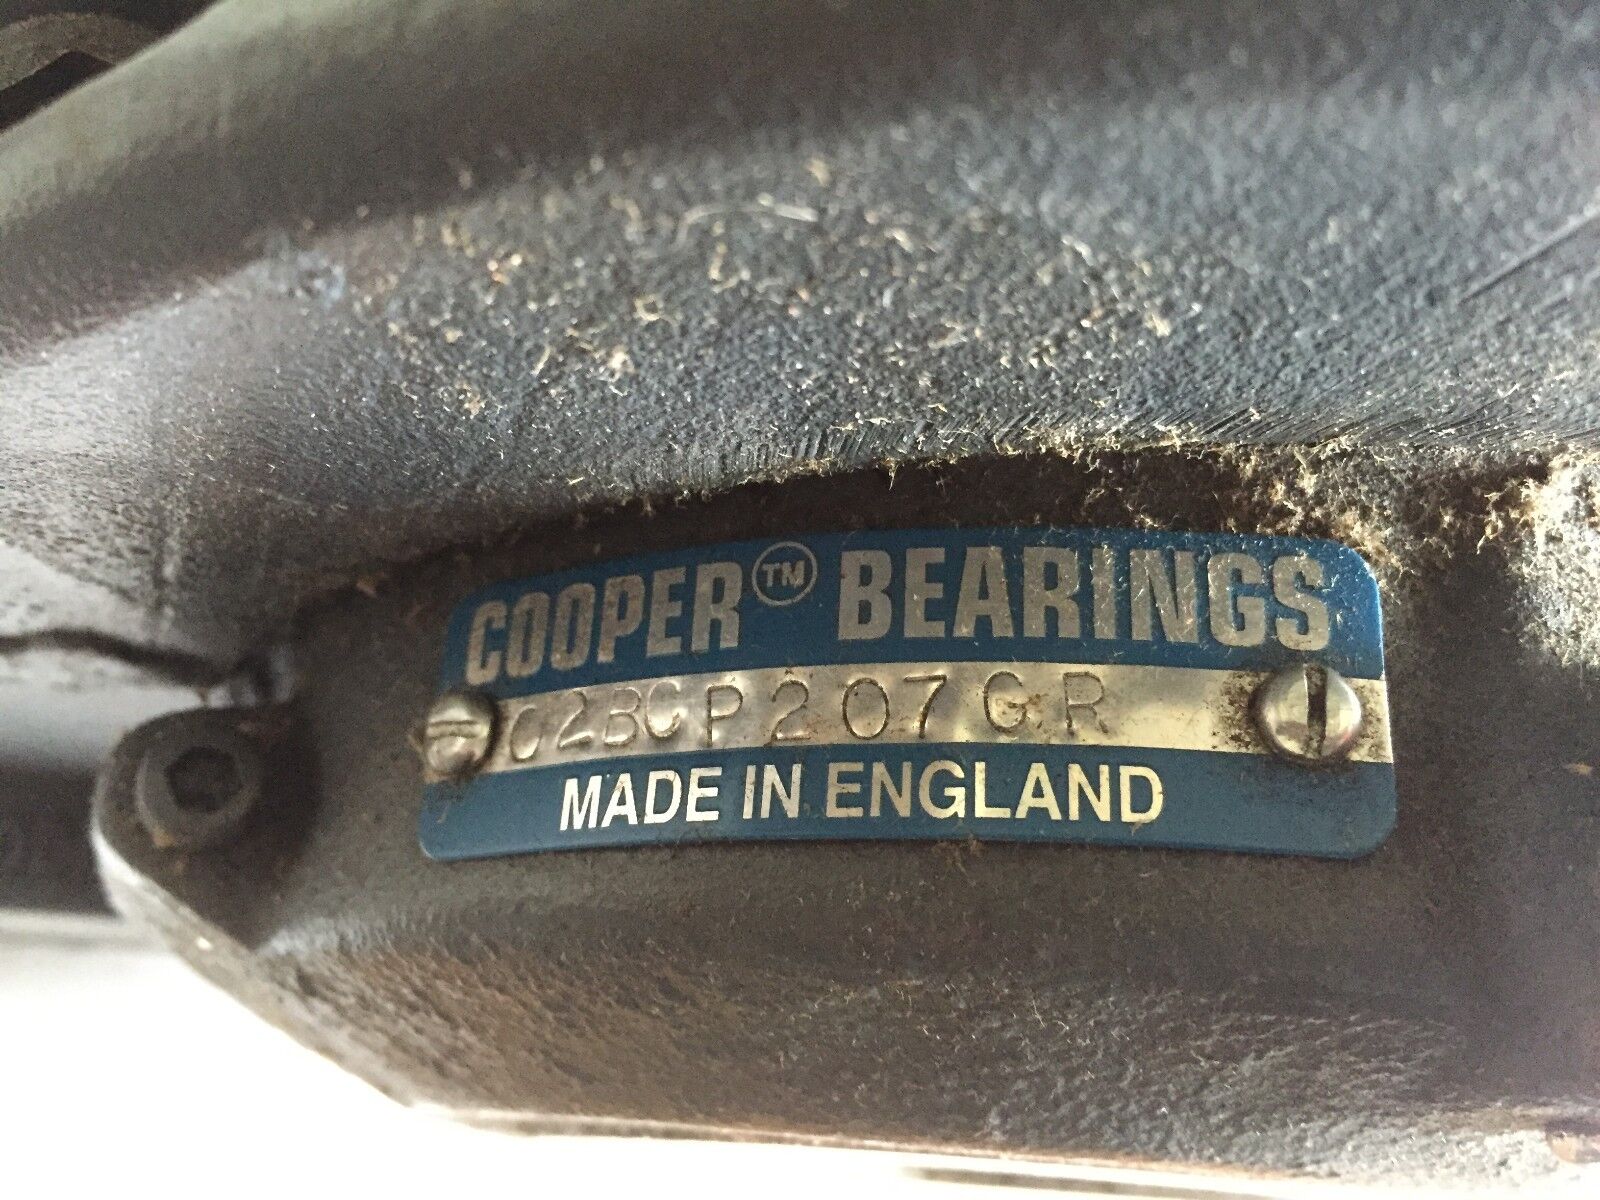 COOPER™ BEARINGS
02BCP207GR
MADE IN ENGLAND